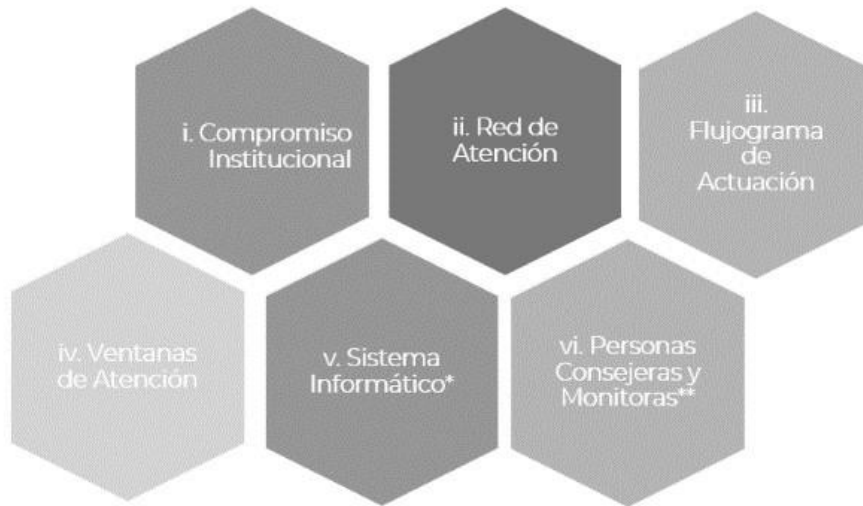 i. Compromiso
Institucional
ii. Red de
Atención
iii.
Flujograma
de
Actuación
iv. Ventanas
de Atención
v. Sistema
Informático*
vi. Personas
Consejeras y
Monitoras**